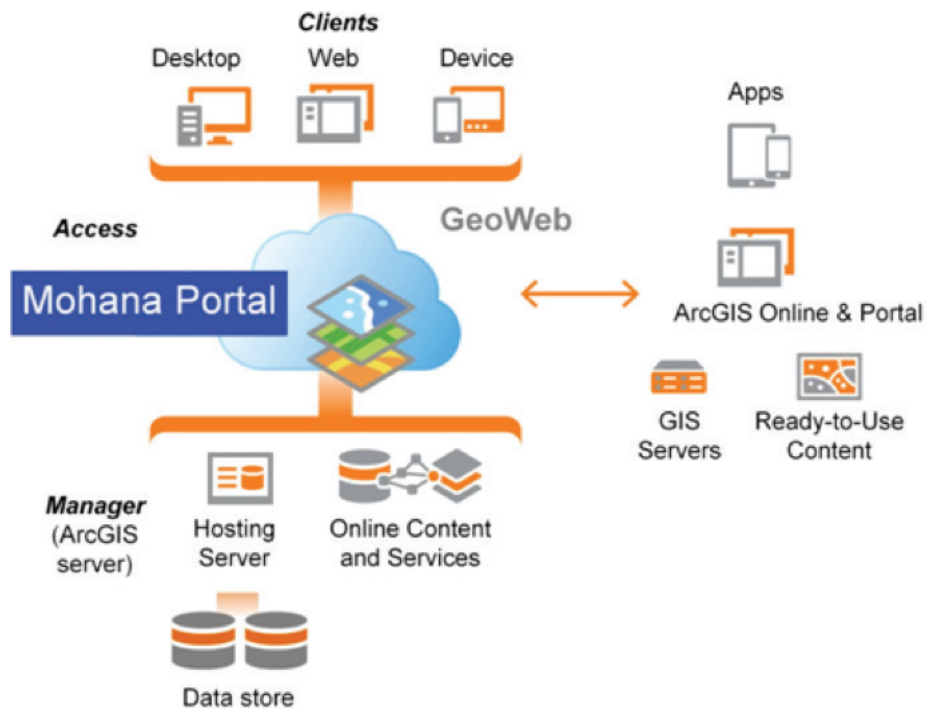 Clients
Desktop
Web
Device
Apps
GeoWeb
Access
Mohana Portal
ArcGIS Online & Portal
GIS
Servers
Ready-to-Use
Content
Manager
(ArcGIS
server)
Hosting
Server
Online Content
and Services
Data store